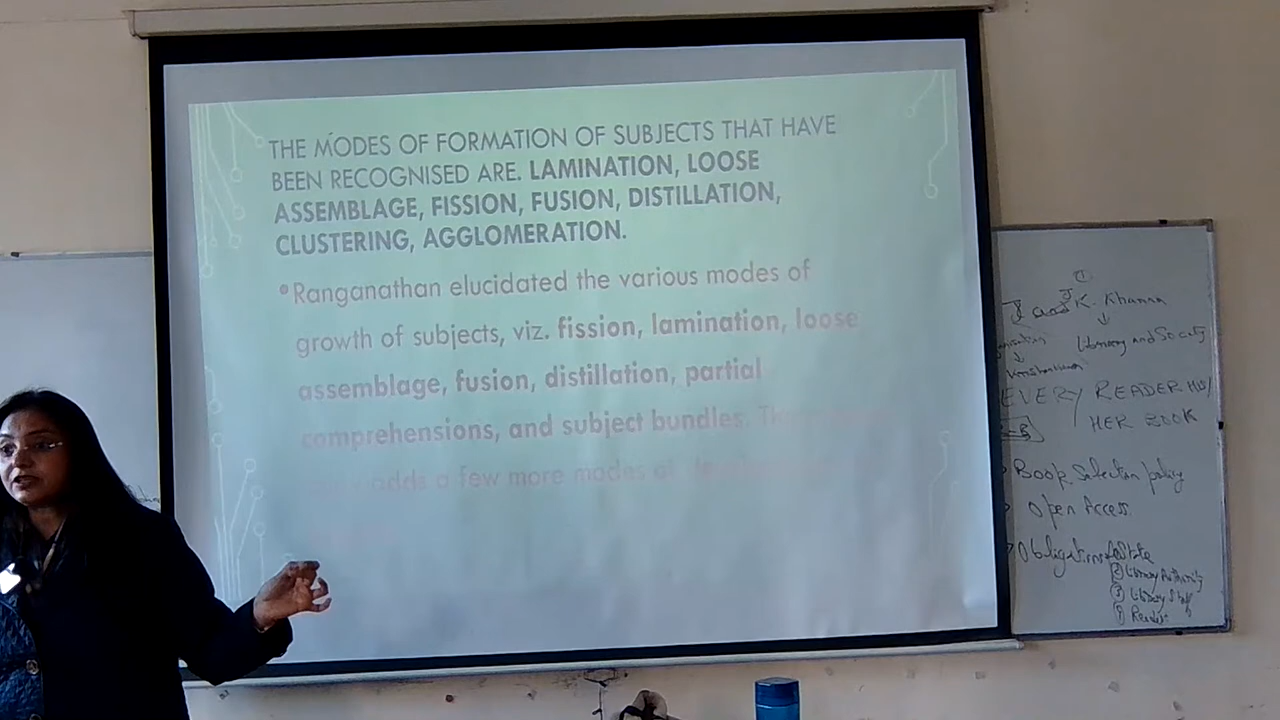 THE MODES OF FORMATION OF SUBJECTS THAT HAVE
BEEN RECOGNISED ARE. LAMINATION, LOOSE
ASSEMBLAGE, FISSION, FUSION, DISTILLATION,
CLUSTERING, AGGLOMERATION.
•Ranganathan elucidated the various modes of
growth of subjects, viz. fission, lamination, loose
assemblage, fusion, distillation, partial
comprehensions, and subject bundles.
adds a few more modes of
K. Khanna
Library and Society
EVERY READER HIS/
HER BOOK
Book Selection policy
Open Access
Obligations State
Library Authority
Library Staff